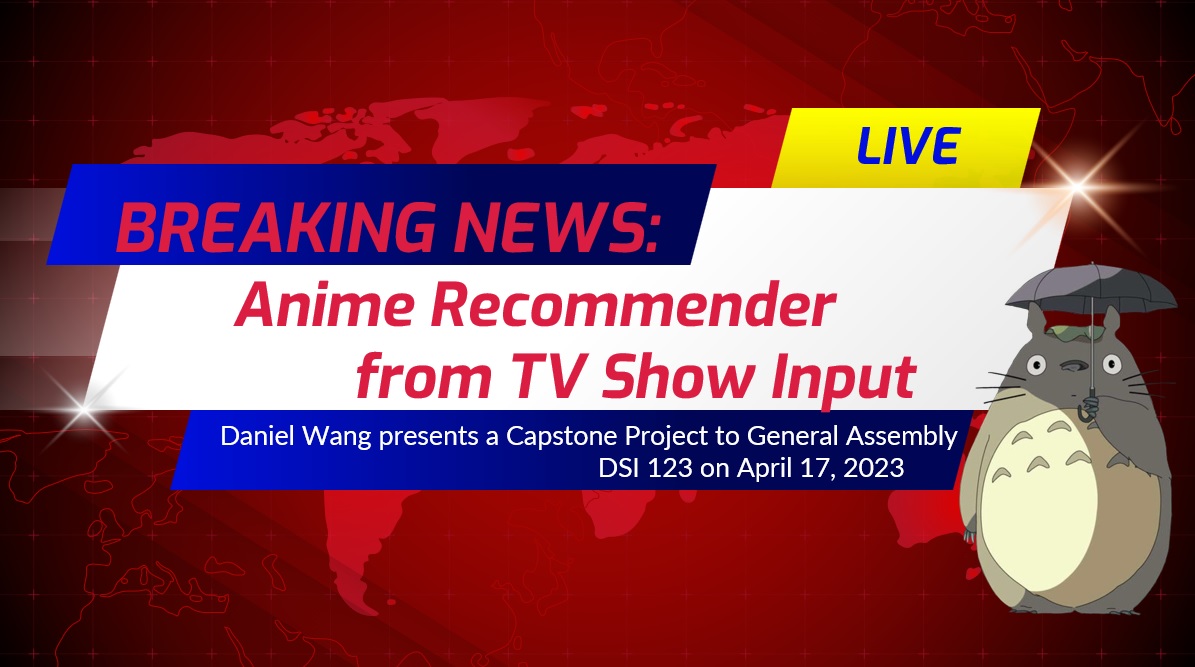 LIVE
BREAKING NEWS:
Anime Recommender
from TV Show Input
Daniel Wang presents a Capstone Project to General Assembly
DSI 123 on April 17, 2023